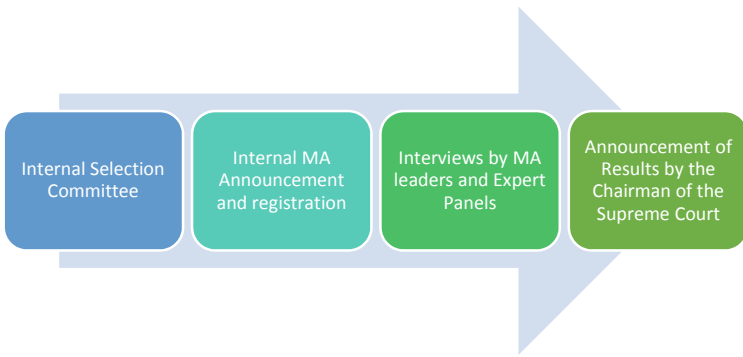 Internal Selection
Committee
Internal MA
Announcement
and registration
Interviews by MA
leaders and Expert
Panels
Announcement of
Results by the
Chairman of the
Supreme Court